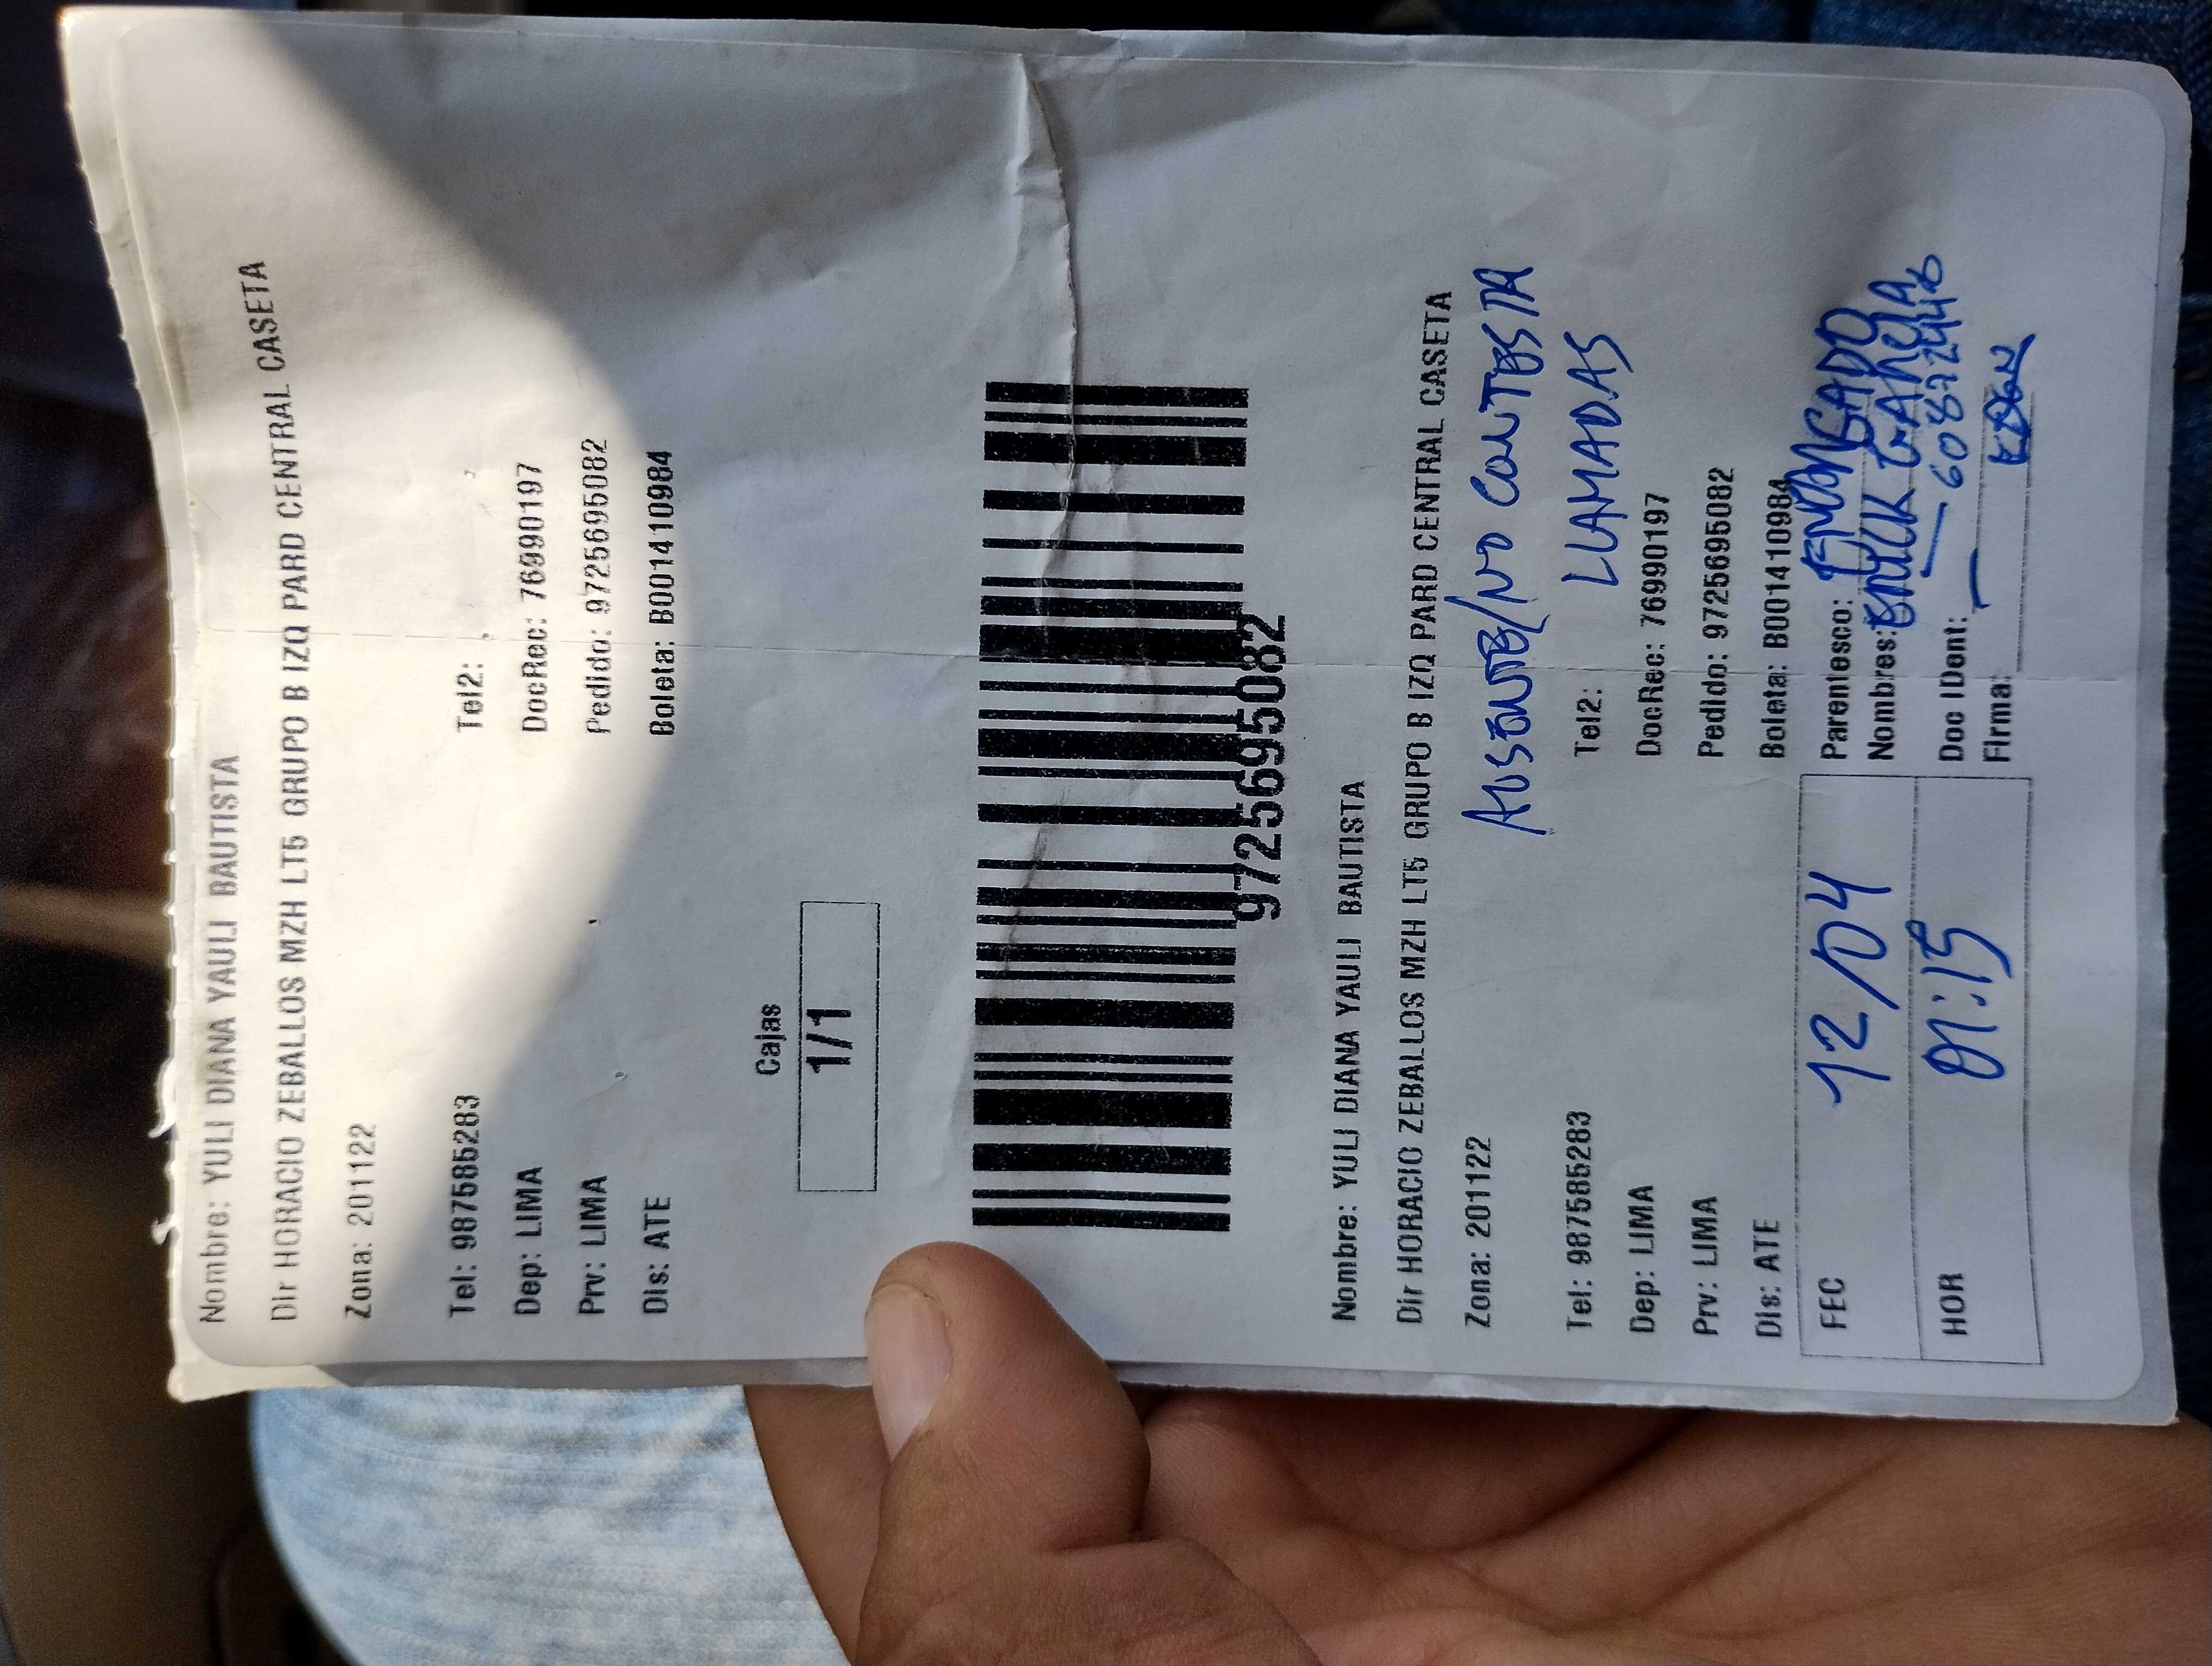 Nombre: YULI DIANA YAULI BAUTISTA
Dir HORACIO ZEBALLOS MZH LT5 GRUPO B IZQ PARD CENTRAL CASETA
Zona: 201122
Tel: 987585283 Tel2:
Dep: LIMA DocRec: 76990197
Prv: LIMA Pedido: 9725695082
Dis: ATE Boleta: B001410984
Cajas
1/1
9725695082
Nombre: YULI DIANA YAULI BAUTISTA
Dir HORACIO ZEBALLOS MZH LT5 GRUPO B IZQ PARD CENTRAL CASETA
Zona: 201122
AUSENTE/NO CONTESTA
LLAMADAS
Tel: 987585283 Tel2:
Dep: LIMA DocRec: 76990197
Prv: LIMA Pedido: 9725695082
Dis: ATE Boleta: B001410984
FEC 12/04 Parentesco:
Nombres:
HOR 01:15 Doc IDent:
Firma: